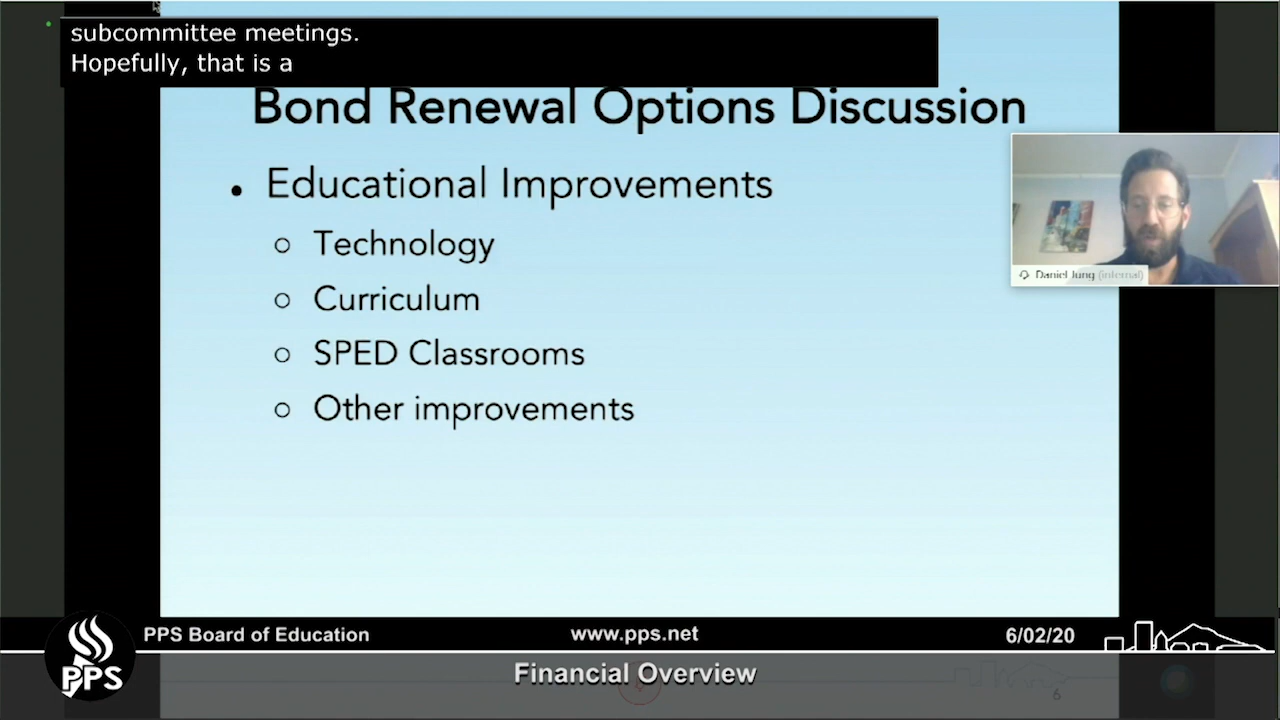 subcommittee meetings.
Hopefully, that is a
Bond Renewal Options Discussion
• Educational Improvements
○ Technology
○ Curriculum
○ SPED Classrooms
○ Other improvements
Daniel Jung (internal)
PPS Board of Education
www.pps.net
6/02/20
PPS
Financial Overview
6